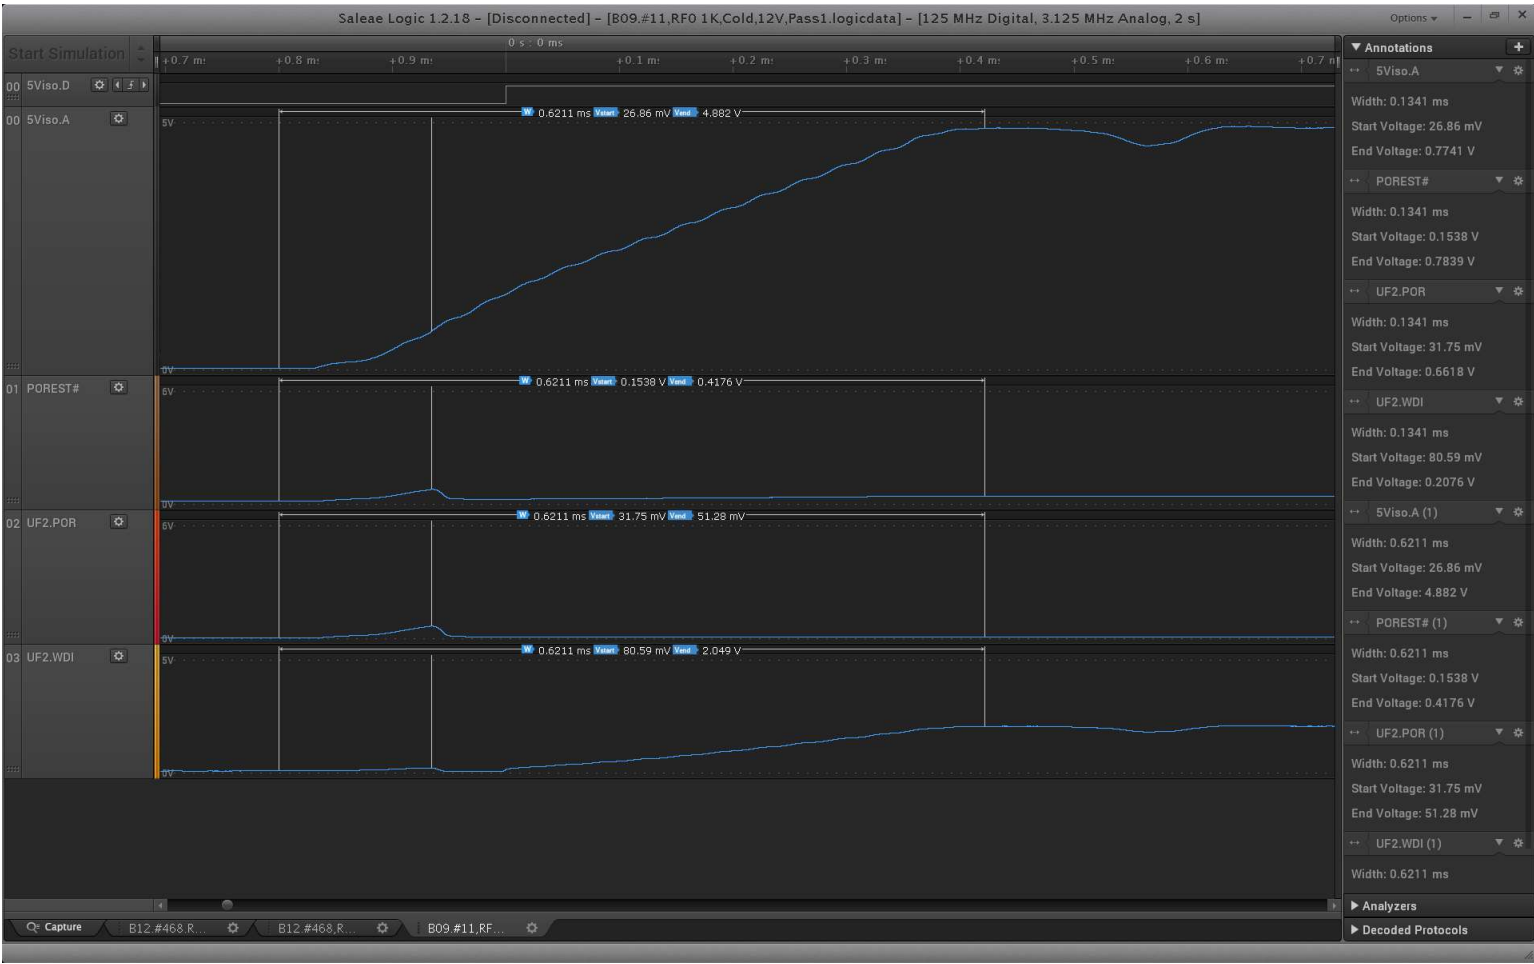 Saleae Logic 1.2.18 – [Disconnected] – [B09.#11,RF0 1K,Cold,12V,Pass1.logicdata] – [125 MHz Digital, 3.125 MHz Analog, 2 s]
Options
Start Simulation
0 s : 0 ms
+0.7 m: +0.8 m: +0.9 m: +0.1 m: +0.2 m: +0.3 m: +0.4 m: +0.5 m: +0.6 m: +0.7 m
00 5Viso.D
00 5Viso.A
5V
W 0.6211 ms Vstart 26.86 mV Vend 4.882 V
0V
01 POREST#
6V
W 0.6211 ms Vstart 0.1538 V Vend 0.4176 V
0V
02 UF2.POR
6V
W 0.6211 ms Vstart 31.75 mV Vend 51.28 mV
0V
03 UF2.WDI
5V
W 0.6211 ms Vstart 80.59 mV Vend 2.049 V
0V
Capture
B12.#468,R...
B12.#468,R...
B09.#11,RF...
Annotations
5Viso.A
Width: 0.1341 ms
Start Voltage: 26.86 mV
End Voltage: 0.7741 V
POREST#
Width: 0.1341 ms
Start Voltage: 0.1538 V
End Voltage: 0.7839 V
UF2.POR
Width: 0.1341 ms
Start Voltage: 31.75 mV
End Voltage: 0.6618 V
UF2.WDI
Width: 0.1341 ms
Start Voltage: 80.59 mV
End Voltage: 0.2076 V
5Viso.A (1)
Width: 0.6211 ms
Start Voltage: 26.86 mV
End Voltage: 4.882 V
POREST# (1)
Width: 0.6211 ms
Start Voltage: 0.1538 V
End Voltage: 0.4176 V
UF2.POR (1)
Width: 0.6211 ms
Start Voltage: 31.75 mV
End Voltage: 51.28 mV
UF2.WDI (1)
Width: 0.6211 ms
Analyzers
Decoded Protocols